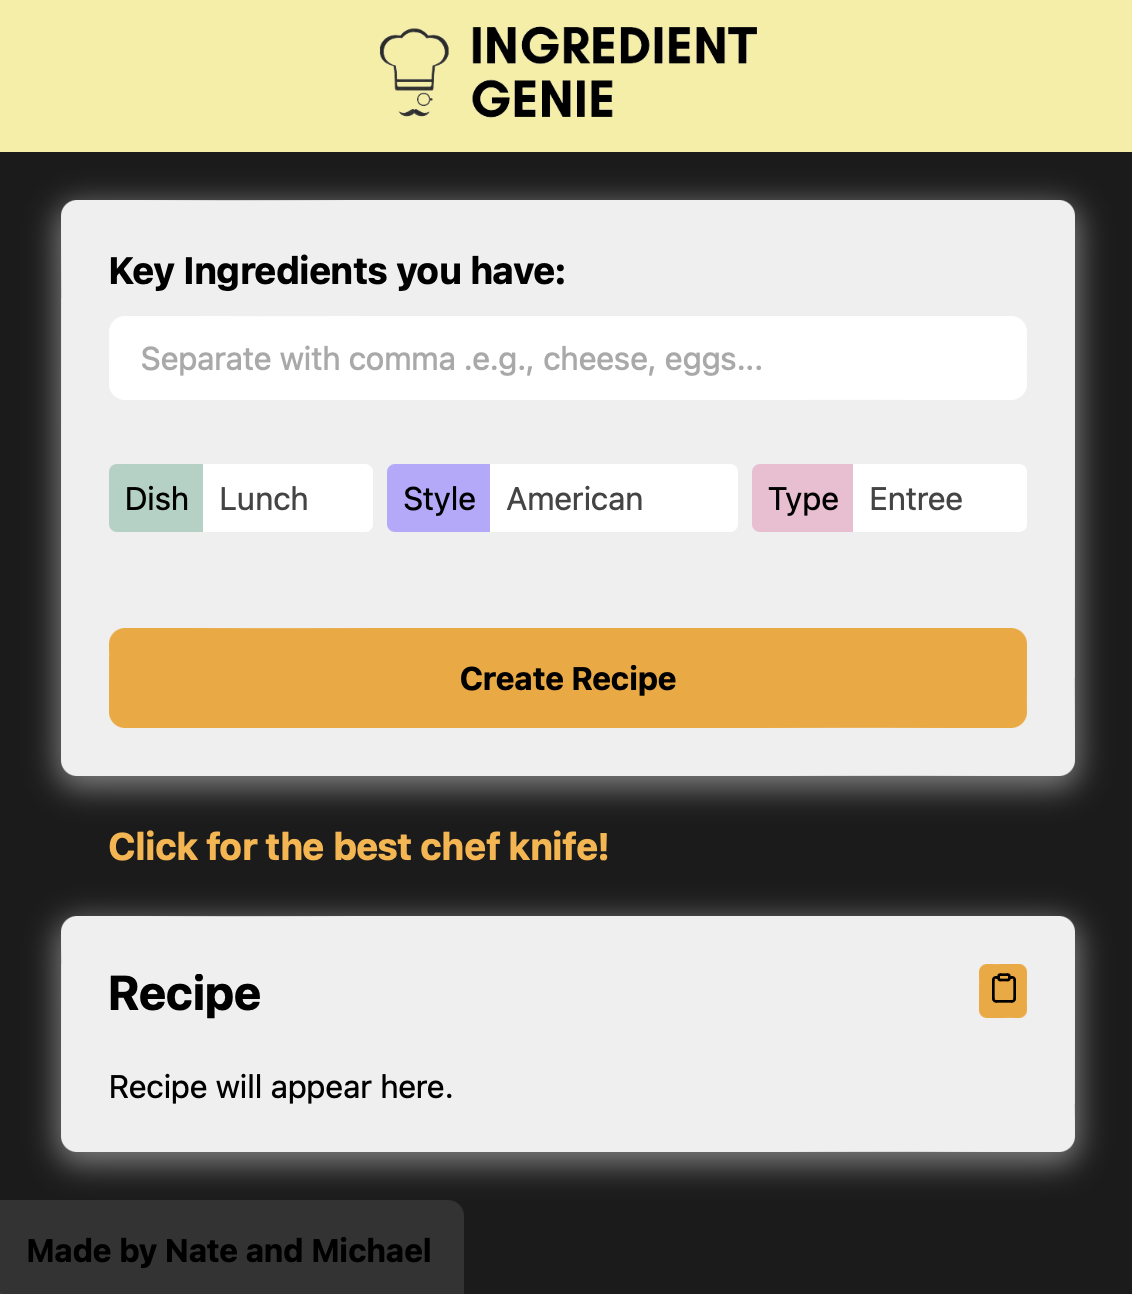 INGREDIENT
GENIE
Key Ingredients you have:
Separate with comma .e.g., cheese, eggs...
Dish Lunch Style American Type Entree
Create Recipe
Click for the best chef knife!
Recipe
Recipe will appear here.
Made by Nate and Michael